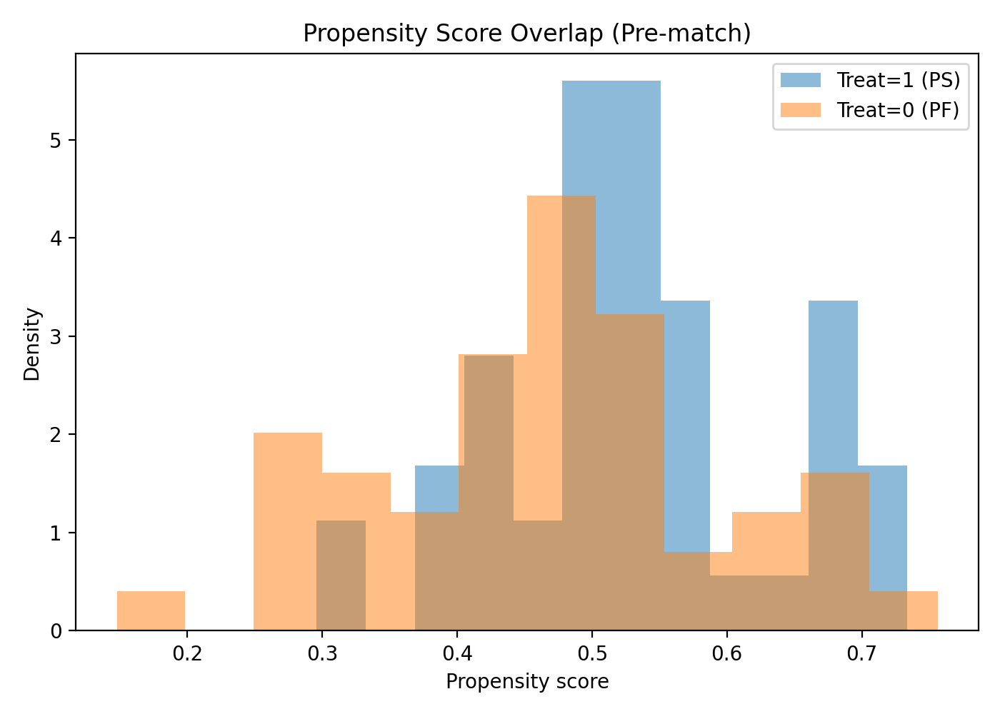 Propensity Score Overlap (Pre-match)
Treat=1 (PS)
Treat=0 (PF)
5
4
3
2
1
0
Density
0.2 0.3 0.4 0.5 0.6 0.7
Propensity score